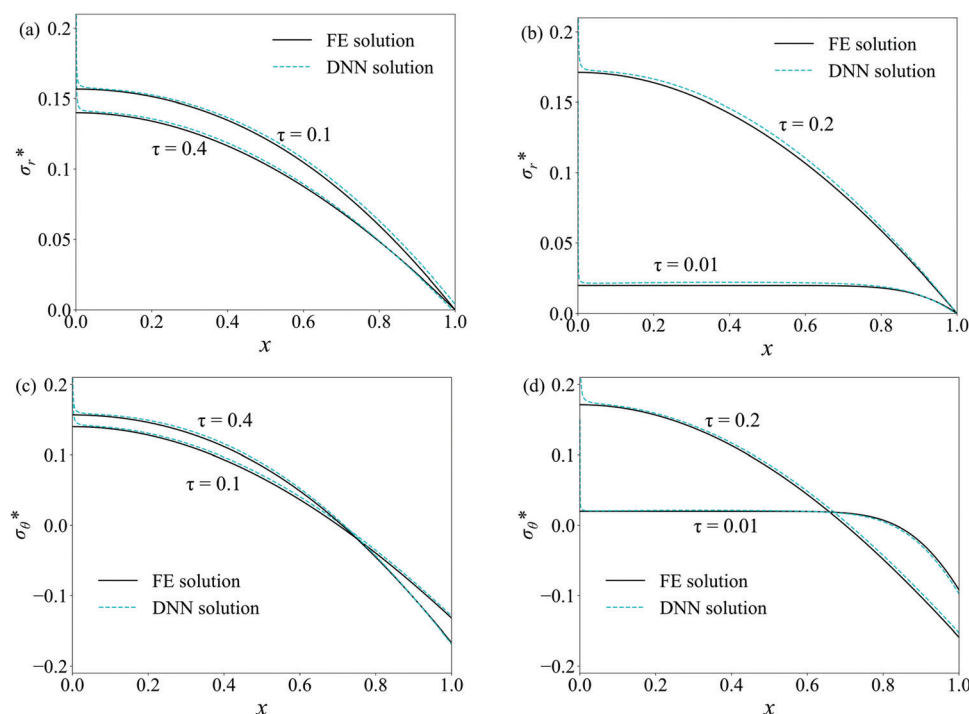 (a)
0.2
0.15
0.1
0.05
0.0
σr*
FE solution
DNN solution
τ = 0.1
τ = 0.4
0.0 0.2 0.4 0.6 0.8 1.0
x
(b)
0.2
0.15
0.1
0.05
0.0
σr*
FE solution
DNN solution
τ = 0.2
τ = 0.01
0.0 0.2 0.4 0.6 0.8 1.0
x
(c)
0.2
0.1
0.0
−0.1
−0.2
σθ*
τ = 0.4
τ = 0.1
FE solution
DNN solution
0.0 0.2 0.4 0.6 0.8 1.0
x
(d)
0.2
0.1
0.0
−0.1
−0.2
σθ*
τ = 0.2
τ = 0.01
FE solution
DNN solution
0.0 0.2 0.4 0.6 0.8 1.0
x